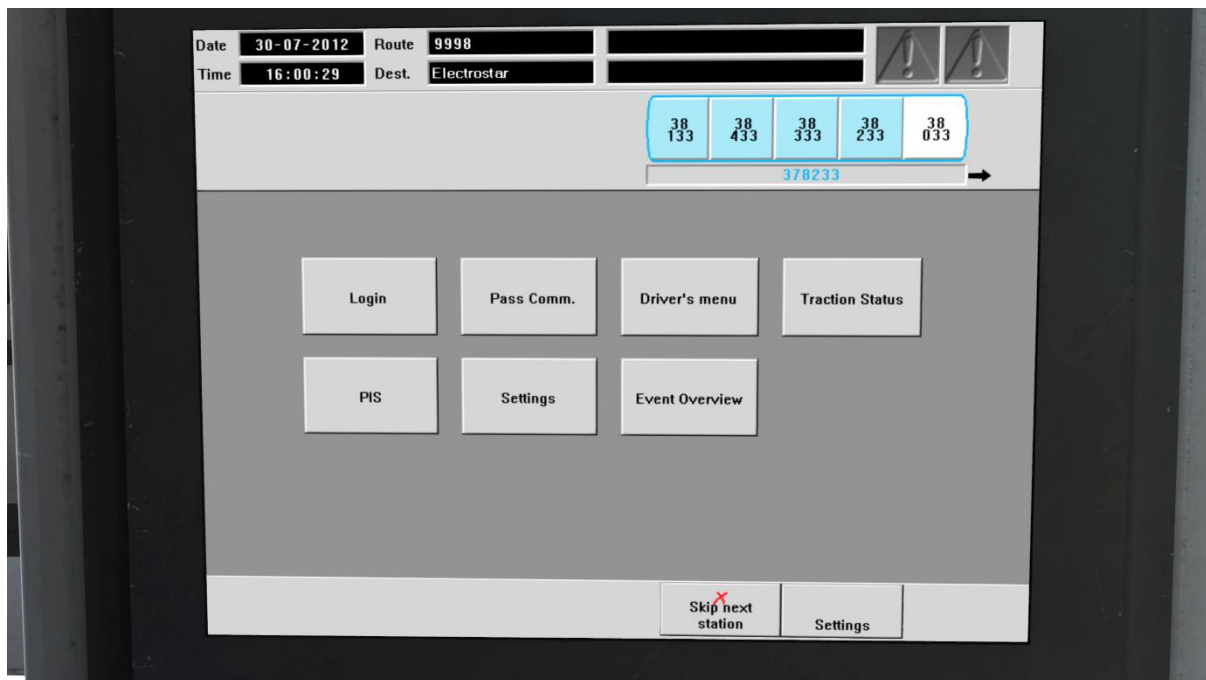 Date 30-07-2012 Route 9998
Time 16:00:29 Dest. Electrostar
38 38 38 38 38
133 433 333 233 033
378233
Login Pass Comm. Driver's menu Traction Status
PIS Settings Event Overview
Skip next
station Settings